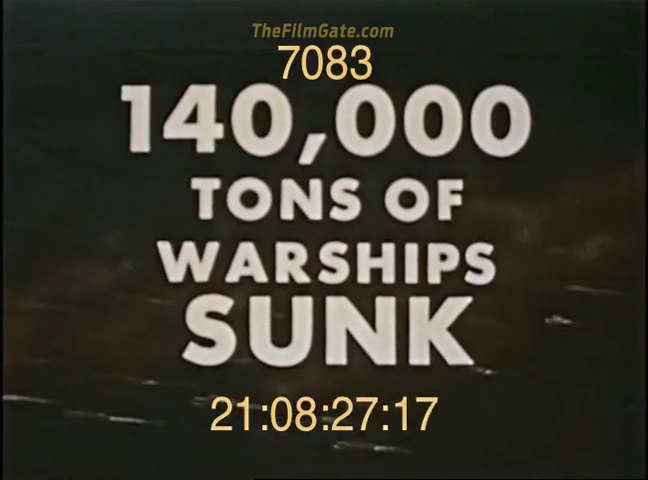 TheFilmGate.com
7083
140,000
TONS OF
WARSHIPS
SUNK
21:08:27:17